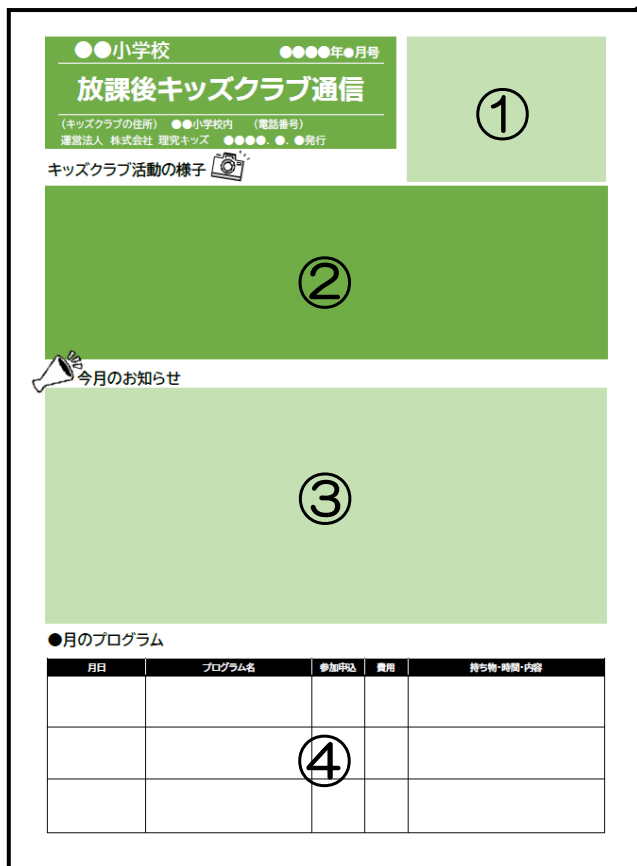 ●●小学校 ●●●●年●月号
放課後キッズクラブ通信
（キッズクラブの住所） ●●小学校内 （電話番号）
運営法人 株式会社 理究キッズ ●●●●. ●. ●発行
①
キッズクラブ活動の様子
②
今月のお知らせ
③
●月のプログラム
月日 プログラム名 参加申込 費用 持ち物・時間・内容
④